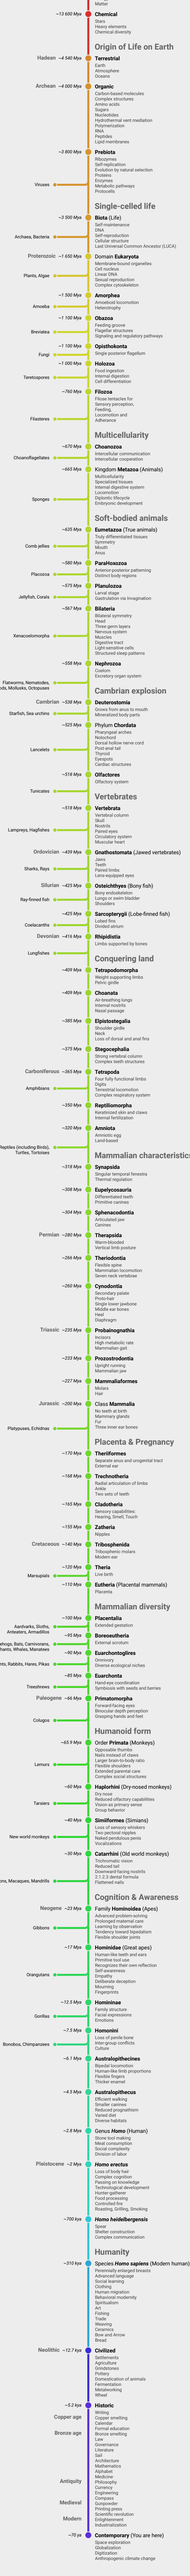 Matter
~13 600 Mya
Chemical
Stars
Heavy elements
Chemical diversity
Origin of Life on Earth
Hadean ~4 540 Mya
Terrestrial
Earth
Atmosphere
Oceans
Archean ~4 000 Mya
Organic
Carbon-based molecules
Complex structures
Amino acids
Sugars
Nucleotides
Hydrothermal vent mediation
Polymerization
RNA
Peptides
Lipid membranes
~3 800 Mya
Prebiota
Ribozymes
Self-replication
Evolution by natural selection
Proteins
Enzymes
Metabolic pathways
Protocells
Viruses
Single-celled life
~3 500 Mya
Biota (Life)
Self-maintenance
DNA
Self-reproduction
Cellular structure
Last Universal Common Ancestor (LUCA)
Archaea, Bacteria
Proterozoic ~1 650 Mya
Domain Eukaryota
Membrane-bound organelles
Cell nucleus
Linear DNA
Sexual reproduction
Complex cytoskeleton
Plants, Algae
~1 500 Mya
Amorphea
Amoeboid locomotion
Heterotrophy
Amoeba
~1 100 Mya
Obazoa
Feeding groove
Flagellar structures
Signaling and regulatory pathways
Breviatea
~1 100 Mya
Opisthokonta
Single posterior flagellum
Fungi
~1 000 Mya
Holozoa
Food ingestion
Internal digestion
Cell differentiation
Teretospores
~760 Mya
Filozoa
Filose tentacles for
Sensory perception,
Feeding,
Locomotion and
Adherance
Filasteres
Multicellularity
~670 Mya
Choanozoa
Intercellular communication
Intercellular cooperation
Choanoflagellates
~665 Mya
Kingdom Metazoa (Animals)
Multicellularity
Specialized tissues
Internal digestive system
Locomotion
Diplontic lifecycle
Embryonic development
Sponges
Soft-bodied animals
~635 Mya
Eumetazoa (True animals)
Truly differentiated tissues
Symmetry
Mouth
Anus
Comb jellies
~580 Mya
ParaHoxozoa
Anterior-posterior patterning
Distinct body regions
Placozoa
~575 Mya
Planulozoa
Larval stage
Gastrulation via Imagination
Jellyfish, Corals
~567 Mya
Bilateria
Bilateral symmetry
Head
Three germ layers
Nervous system
Muscles
Digestive tract
Light-sensitive cells
Structured sleep patterns
Xenacoelomorpha
~558 Mya
Nephrozoa
Coelom
Excretory organ system
Flatworms, Nematodes,
ds, Mollusks, Octopuses
Cambrian explosion
Cambrian ~538 Mya
Deuterostomia
Grows from anus to mouth
Mineralized body parts
Starfish, Sea urchins
~525 Mya
Phylum Chordata
Pharyngeal arches
Notochord
Dorsal hollow nerve cord
Post-anal tail
Thyroid
Eyespots
Cardiac structures
Lancelets
~518 Mya
Olfactores
Olfactory system
Tunicates
Vertebrates
~518 Mya
Vertebrata
Vertebral column
Skull
Nostrils
Paired eyes
Circulatory system
Muscular heart
Lampreys, Hagfishes
Ordovician ~439 Mya
Gnathostomata (Jawed vertebrates)
Jaws
Teeth
Paired limbs
Lens-equipped eyes
Sharks, Rays
Silurian ~425 Mya
Osteichthyes (Bony fish)
Bony endoskeleton
Lungs or swim bladder
Shoulders
Ray-finned fish
~425 Mya
Sarcopterygii (Lobe-finned fish)
Lobed fins
Divided atrium
Coelacanths
Devonian ~416 Mya
Rhipidistia
Limbs supported by bones
Lungfishes
Conquering land
~409 Mya
Tetrapodomorpha
Weight supporting limbs
Pelvic girdle
~409 Mya
Choanata
Air-breathing lungs
Internal nostrils
Nasal passage
~385 Mya
Elpistostegalia
Shoulder girdle
Neck
Loss of dorsal and anal fins
~375 Mya
Stegocephalia
Strong vertebral column
Complex teeth structures
Carboniferous ~365 Mya
Tetrapoda
Four fully functional limbs
Digits
Terrestrial locomotion
Complex respiratory system
Amphibians
~350 Mya
Reptiliomorpha
Keratinized skin and claws
Internal fertilization
~320 Mya
Amniota
Amniotic egg
Land-based
Reptiles (including Birds),
Turtles, Tortoises
Mammalian characteristics
~318 Mya
Synapsida
Singular temporal fenestra
Thermal regulation
~308 Mya
Eupelycosauria
Differentiated teeth
Primitive canines
~304 Mya
Sphenacodontia
Articulated jaw
Canines
Permian ~280 Mya
Therapsida
Warm-blooded
Vertical limb posture
~266 Mya
Theriodontia
Flexible spine
Mammalian locomotion
Seven neck vertebrae
~260 Mya
Cynodontia
Secondary palate
Proto-hair
Single lower jawbone
Middle ear bones
Heel
Diaphragm
Triassic ~235 Mya
Probainognathia
Incisors
High metabolic rate
Mammalian gait
~233 Mya
Prozostrodontia
Upright running
Mammalian jaw
~227 Mya
Mammaliaformes
Molars
Hair
Jurassic ~200 Mya
Class Mammalia
No teeth at birth
Mammary glands
Fur
Three inner ear bones
Platypuses, Echidnas
Placenta & Pregnancy
~170 Mya
Theriiformes
Separate anus and urogenital tract
External ear
~168 Mya
Trechnotheria
Radial articulation of limbs
Ankle
Two sets of teeth
~165 Mya
Cladotheria
Sensory capabilities:
Hearing, Smell, Touch
~155 Mya
Zatheria
Nipples
Cretaceous ~140 Mya
Tribosphenida
Tribosphenic molars
Modern ear
~120 Mya
Theria
Live birth
Marsupials
~110 Mya
Eutheria (Placental mammals)
Placenta
Mammalian diversity
~100 Mya
Placentalia
Extended gestation
Aardvarks, Sloths,
Anteaters, Armadillos
~95 Mya
Boreoeutheria
External scrotum
ehogs, Bats, Carnivorans,
hants, Whales, Manatees
~90 Mya
Euarchontoglires
Omnivory
Diverse ecological niches
nts, Rabbits, Hares, Pikas
~85 Mya
Euarchonta
Hand-eye coordination
Symbiosis with seeds and berries
Treeshrews
Paleogene ~66 Mya
Primatomorpha
Forward-facing eyes
Binocular depth perception
Grasping hands and feet
Colugos
Humanoid form
~65.9 Mya
Order Primata (Monkeys)
Opposable thumbs
Nails instead of claws
Larger brain-to-body ratio
Flexible shoulders
Extended parental care
Complex social structures
Lemurs
~60 Mya
Haplorhini (Dry-nosed monkeys)
Dry nose
Reduced olfactory capabilities
Vision as primary sense
Group behavior
Tarsiers
~40 Mya
Simiiformes (Simians)
Loss of sensory whiskers
Two pectoral nipples
Naked pendulous penis
Vocalizations
New world monkeys
~30 Mya
Catarrhini (Old world monkeys)
Trichromatic vision
Reduced tail
Downward-facing nostrils
2.1.2.3 dental formula
Flattened nails
ons, Macaques, Mandrills
Cognition & Awareness
Neogene ~23 Mya
Family Hominoidea (Apes)
Advanced problem-solving
Prolonged maternal care
Learning by observation
Tendency toward bipedalism
Flexible shoulder joints
Gibbons
~17 Mya
Hominidae (Great apes)
Human-like teeth and ears
Primitive tool use
Recognizes their own reflection
Self-awareness
Empathy
Deliberate deception
Mourning
Fingerprints
Orangutans
~12.5 Mya
Homininae
Family structure
Facial expressions
Emotions
Gorillas
~7.5 Mya
Hominini
Loss of penile bone
inter-group conflicts
Culture
Bonobos, Chimpanzees
~6.1 Mya
Australopithecines
Bipedal locomotion
Human-like limb proportions
Flexible fingers
Thicker enamel
~4.5 Mya
Australopithecus
Efficient walking
Smaller canines
Reduced prognathism
Varied diet
Diverse habitats
~2.8 Mya
Genus Homo (Human)
Stone tool making
Meat consumption
Social complexity
Division of labor
Pleistocene ~2 Mya
Homo erectus
Loss of body hair
Complex cognition
Passing on knowledge
Technological development
Hunter-gatherer
Food processing
Controlled fire
Roasting, Grilling, Smoking
~700 kya
Homo heidelbergensis
Spear
Shelter construction
Complex communication
Humanity
~310 kya
Species Homo sapiens (Modern human)
Perennially enlarged breasts
Advanced language
Social learning
Clothing
Human migration
Behavioral modernity
Spiritualism
Art
Fishing
Trade
Weaving
Ceramics
Bow and Arrow
Bread
Neolithic ~12.7 kya
Civilized
Settlements
Agriculture
Grindstones
Pottery
Domestication of animals
Fermentation
Metalworking
Wheel
~5.2 kya
Historic
Writing
Copper age
Copper smelting
Calendar
Formal education
Bronze age
Bronze smelting
Law
Governance
Literature
Sail
Architecture
Mathematics
Alphabet
Medicine
Antiquity
Philosophy
Currency
Engineering
Compass
Medieval
Gunpowder
Printing press
Scientific revolution
Modern
Enlightenment
Industrialization
~70 ya
Contemporary (You are here)
Space exploration
Globalization
Digitization
Anthropogenic climate change